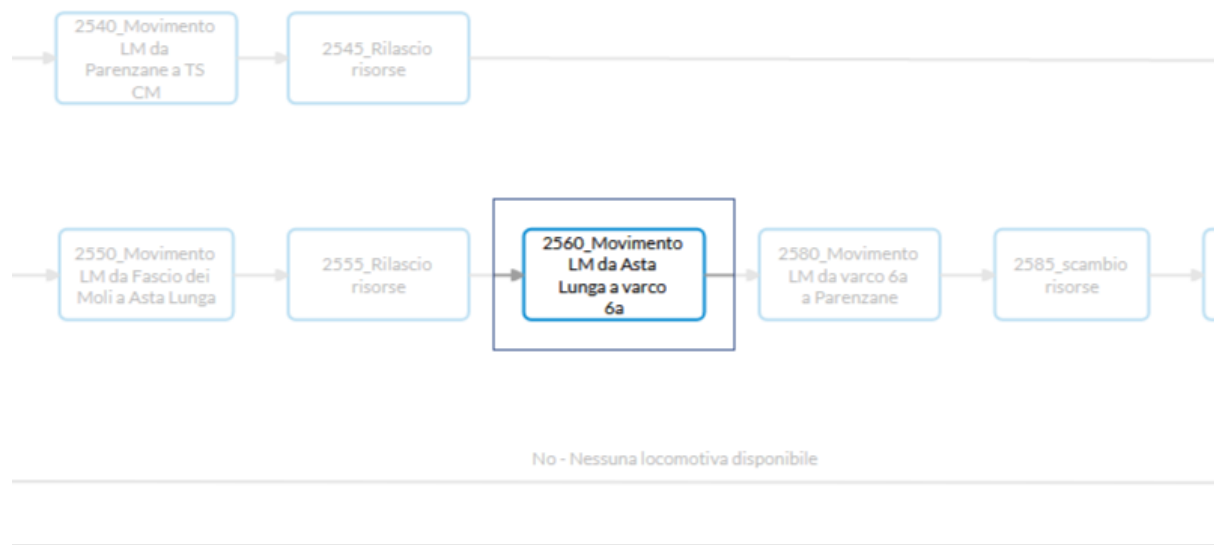 2540_Movimento
LM da
Parenzane a TS
CM
2545_Rilascio
risorse
2550_Movimento
LM da Fascio dei
Moli a Asta Lunga
2555_Rilascio
risorse
2560_Movimento
LM da Asta
Lunga a varco
6a
2580_Movimento
LM da varco 6a
a Parenzane
2585_scambio
risorse
No - Nessuna locomotiva disponibile